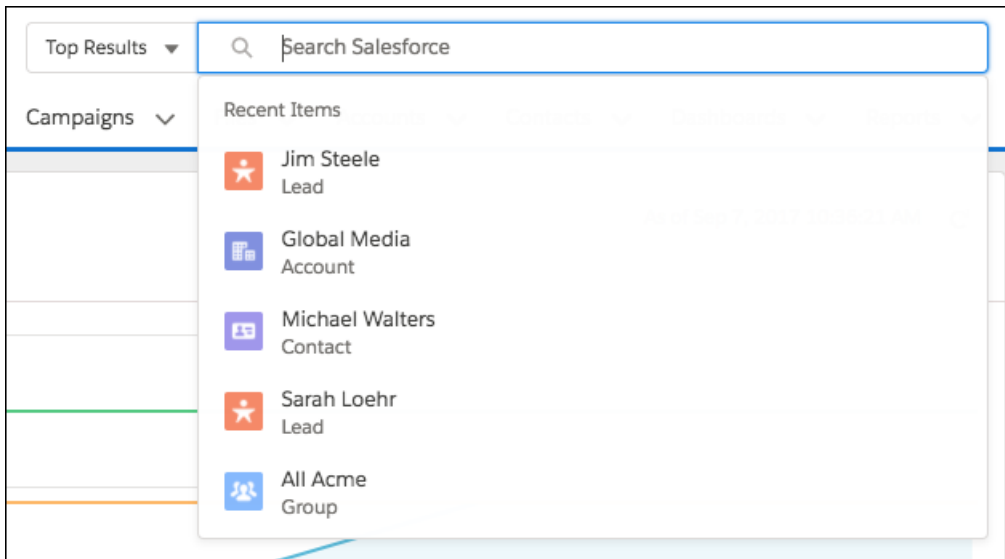 Top Results
Search Salesforce
Campaigns
Recent Items
Jim Steele
Lead
Global Media
Account
Michael Walters
Contact
Sarah Loehr
Lead
All Acme
Group